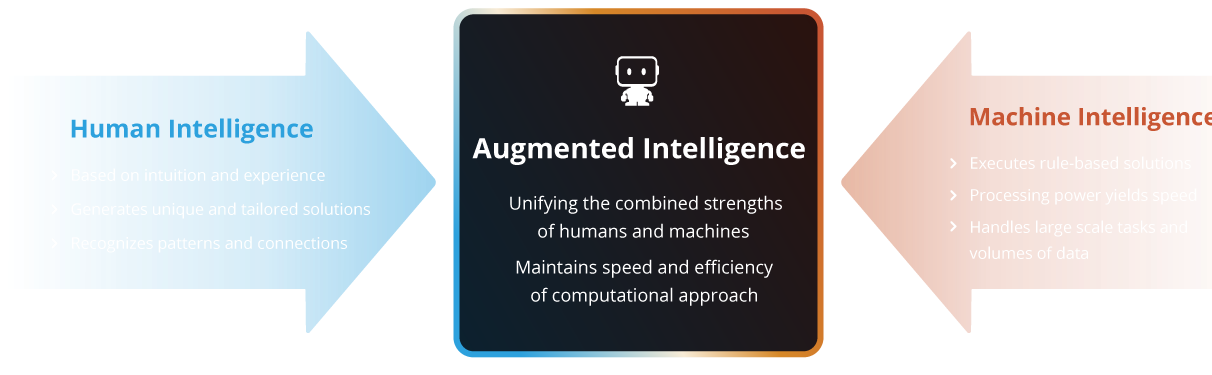 Human Intelligence
Based on intuition and experience
Generates unique and tailored solutions
Recognizes patterns and connections
Augmented Intelligence
Unifying the combined strengths
of humans and machines
Maintains speed and efficiency
of computational approach
Machine Intelligence
Executes rule-based solutions
Processing power yields speed
Handles large scale tasks and
volumes of data